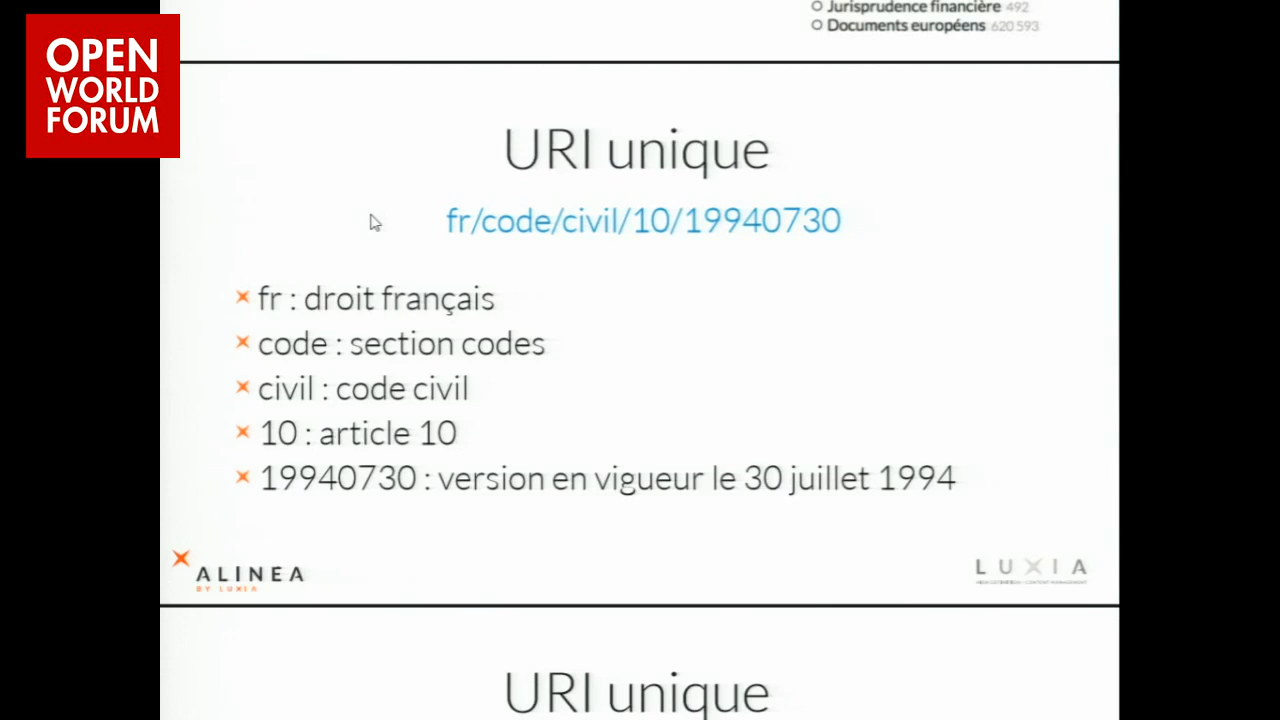 Jurisprudence financière 492
Documents européens 620 593
OPEN
WORLD
FORUM
URI unique
fr/code/civil/10/19940730
fr : droit français
code : section codes
civil : code civil
10 : article 10
19940730 : version en vigueur le 30 juillet 1994
ALINEA
BY LUXIA
LUXIA
URI unique